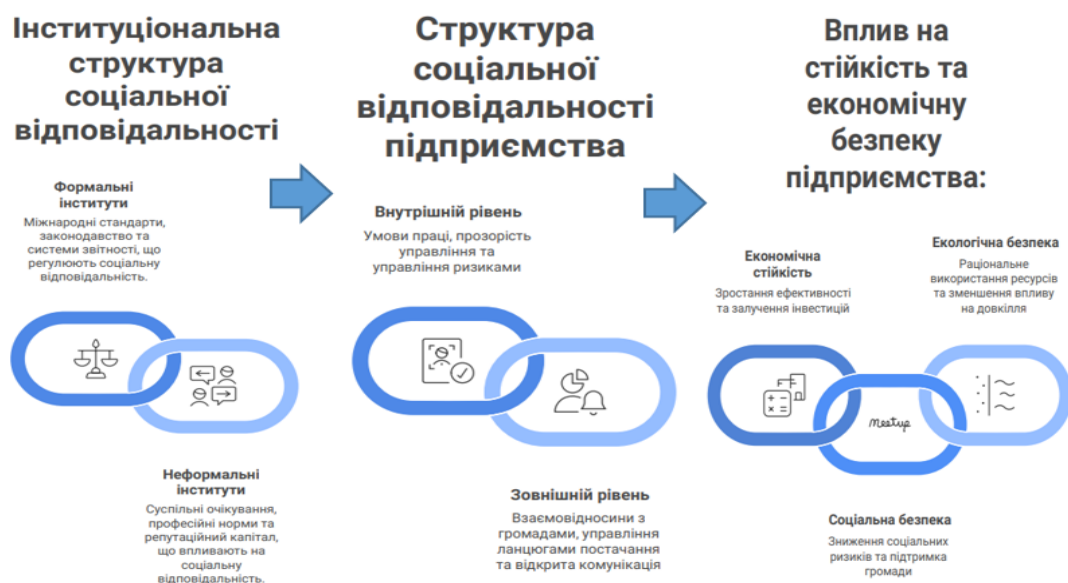 Інституціональна
структура
соціальної
відповідальності
Формальні
інститути
Міжнародні стандарти,
законодавство та
системи звітності, що
регулюють соціальну
відповідальність.
Неформальні
інститути
Суспільні очікування,
професійні норми та
репутаційний капітал,
що впливають на
соціальну
відповідальність.
Структура
соціальної
відповідальності
підприємства
Внутрішній рівень
Умови праці, прозорість
управління та
управління ризиками
Зовнішній рівень
Взаємовідносини з
громадами, управління
ланцюгами постачання
та відкрита комунікація
Вплив на
стійкість та
економічну
безпеку
підприємства:
Економічна
стійкість
Зростання ефективності
та залучення інвестицій
Екологічна безпека
Раціональне
використання ресурсів
та зменшення впливу
на довкілля
meetup
Соціальна безпека
Зниження соціальних
ризиків та підтримка
громади